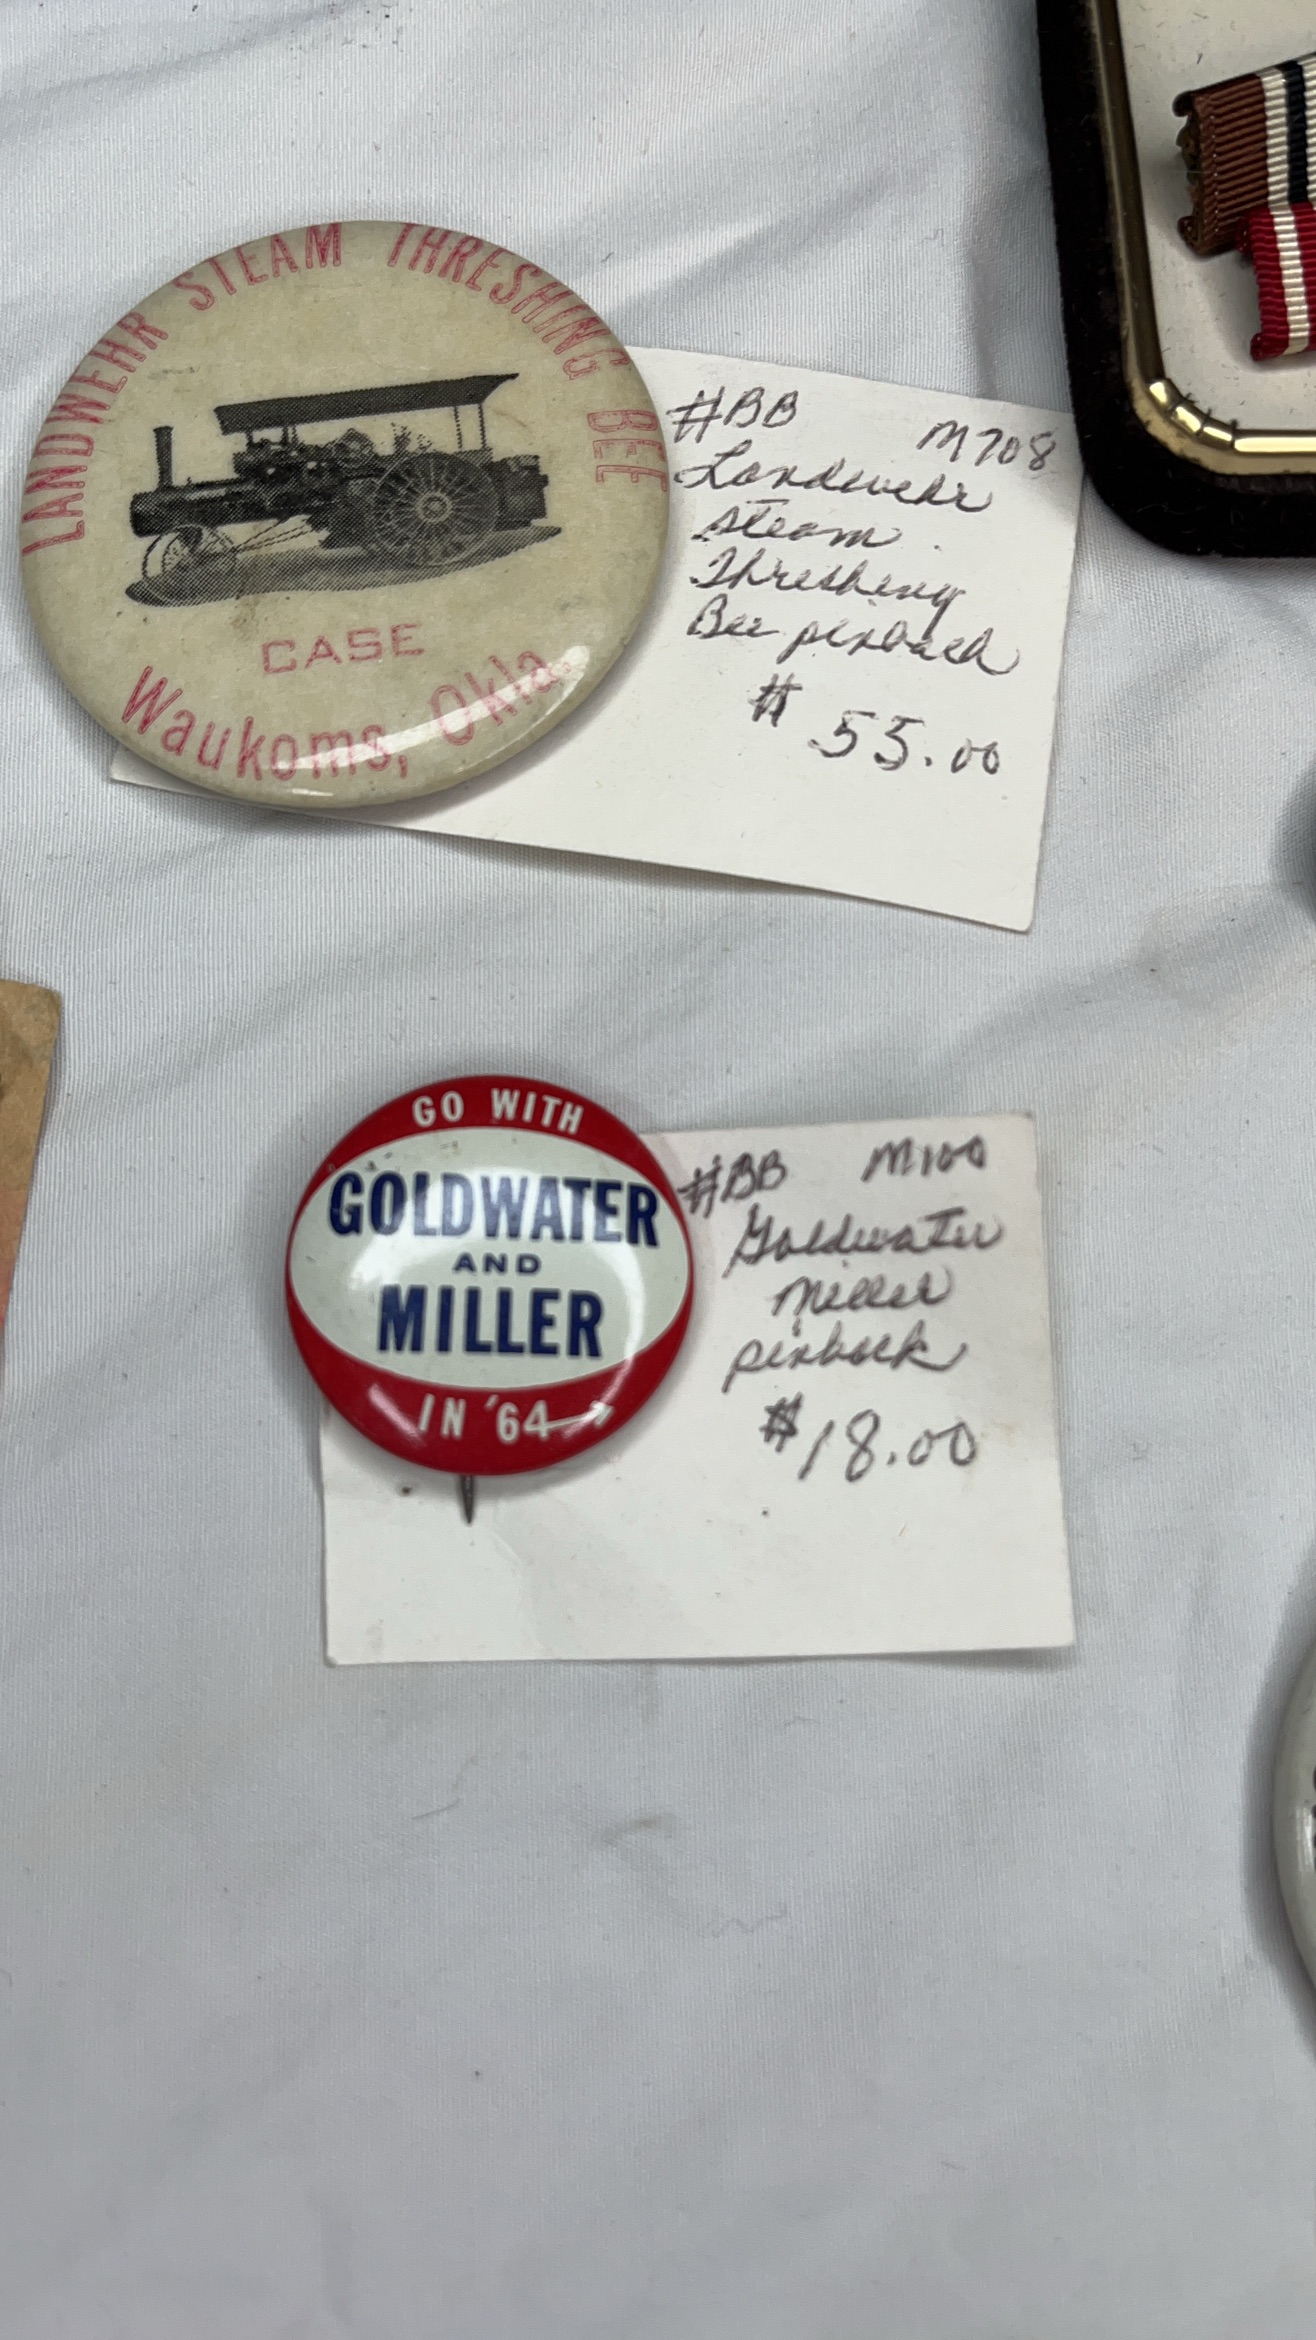 LANDWEHR STEAM THRESHING BEE
CASE
Waukoms, Okla.
#BB M708
Landwehr
steam
Threshing
Bee pinback
$55.00
GO WITH
GOLDWATER
AND
MILLER
IN '64
#BB M100
Goldwater
Miller
pinback
$18.00